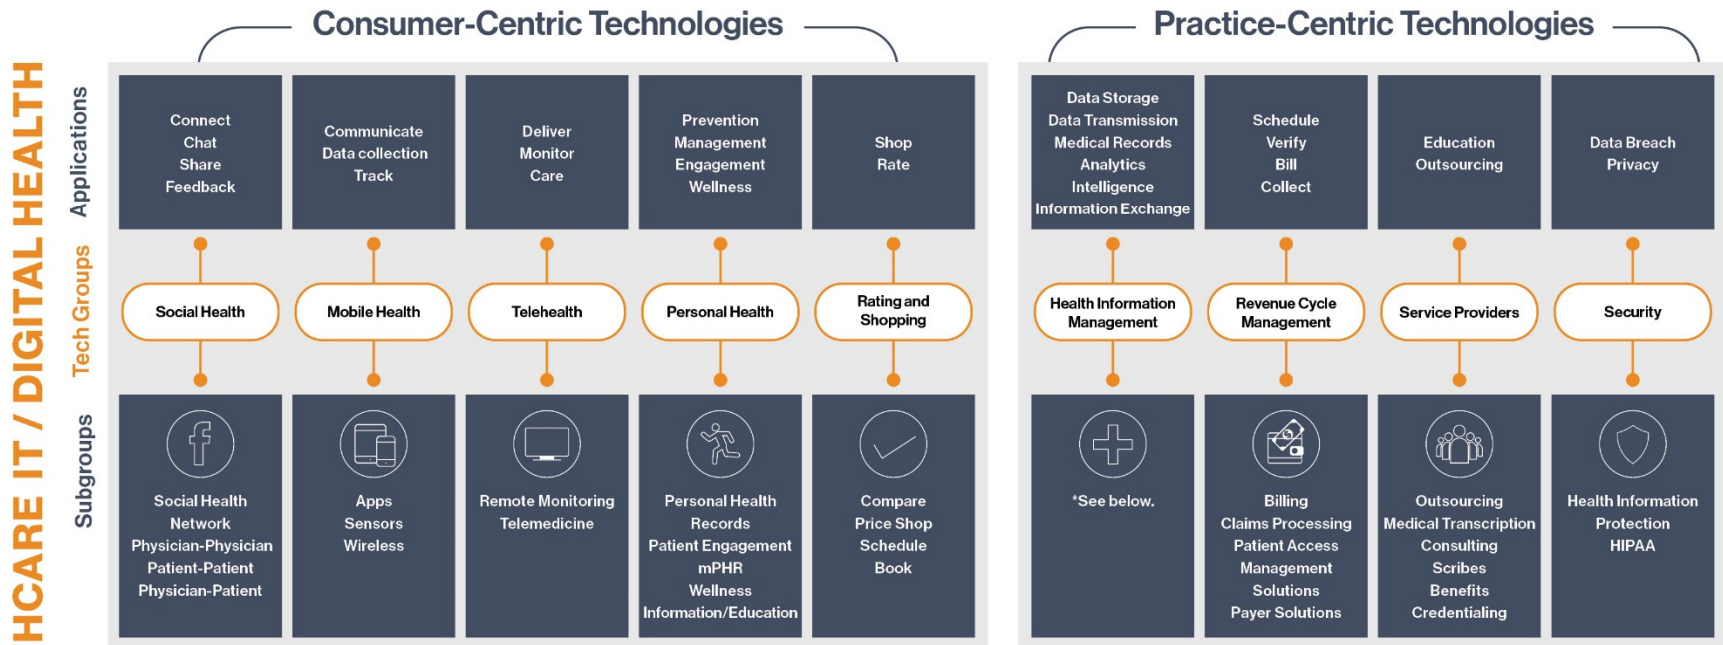 Consumer-Centric Technologies
Practice-Centric Technologies
HCARE IT / DIGITAL HEALTH
Applications
Connect
Chat
Share
Feedback
Communicate
Data collection
Track
Deliver
Monitor
Care
Prevention
Management
Engagement
Wellness
Shop
Rate
Data Storage
Data Transmission
Medical Records
Analytics
Intelligence
Information Exchange
Schedule
Verify
Bill
Collect
Education
Outsourcing
Data Breach
Privacy
Tech Groups
Social Health
Mobile Health
Telehealth
Personal Health
Rating and
Shopping
Health Information
Management
Revenue Cycle
Management
Service Providers
Security
Subgroups
Social Health
Network
Physician-Physician
Patient-Patient
Physician-Patient
Apps
Sensors
Wireless
Remote Monitoring
Telemedicine
Personal Health
Records
Patient Engagement
mPHR
Wellness
Information/Education
Compare
Price Shop
Schedule
Book
*See below.
Billing
Claims Processing
Patient Access
Management
Solutions
Payer Solutions
Outsourcing
Medical Transcription
Consulting
Scribes
Benefits
Credentialing
Health Information
Protection
HIPAA